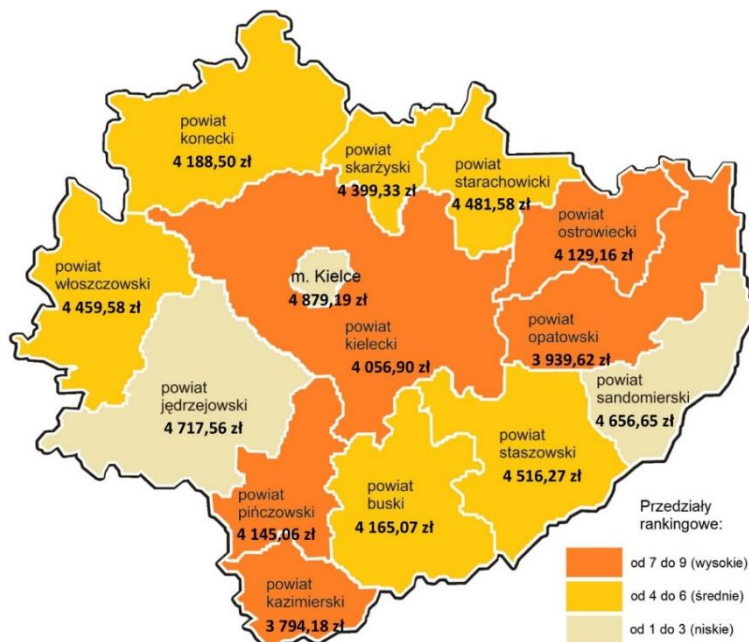 powiat
konecki
4 188,50 zł
powiat
skarżyski
4 399,33 zł
powiat
starachowicki
4 481,58 zł
powiat
ostrowiecki
4 129,16 zł
powiat
włoszczowski
4 459,58 zł
m. Kielce
4 879,19 zł
powiat
kielecki
4 056,90 zł
powiat
opatowski
3 939,62 zł
powiat
sandomierski
4 656,65 zł
powiat
jędrzejowski
4 717,56 zł
powiat
staszowski
4 516,27 zł
powiat
pińczowski
4 145,06 zł
powiat
buski
4 165,07 zł
powiat
kazimierski
3 794,18 zł
Przedziały
rankingowe:
od 7 do 9 (wysokie)
od 4 do 6 (średnie)
od 1 do 3 (niskie)